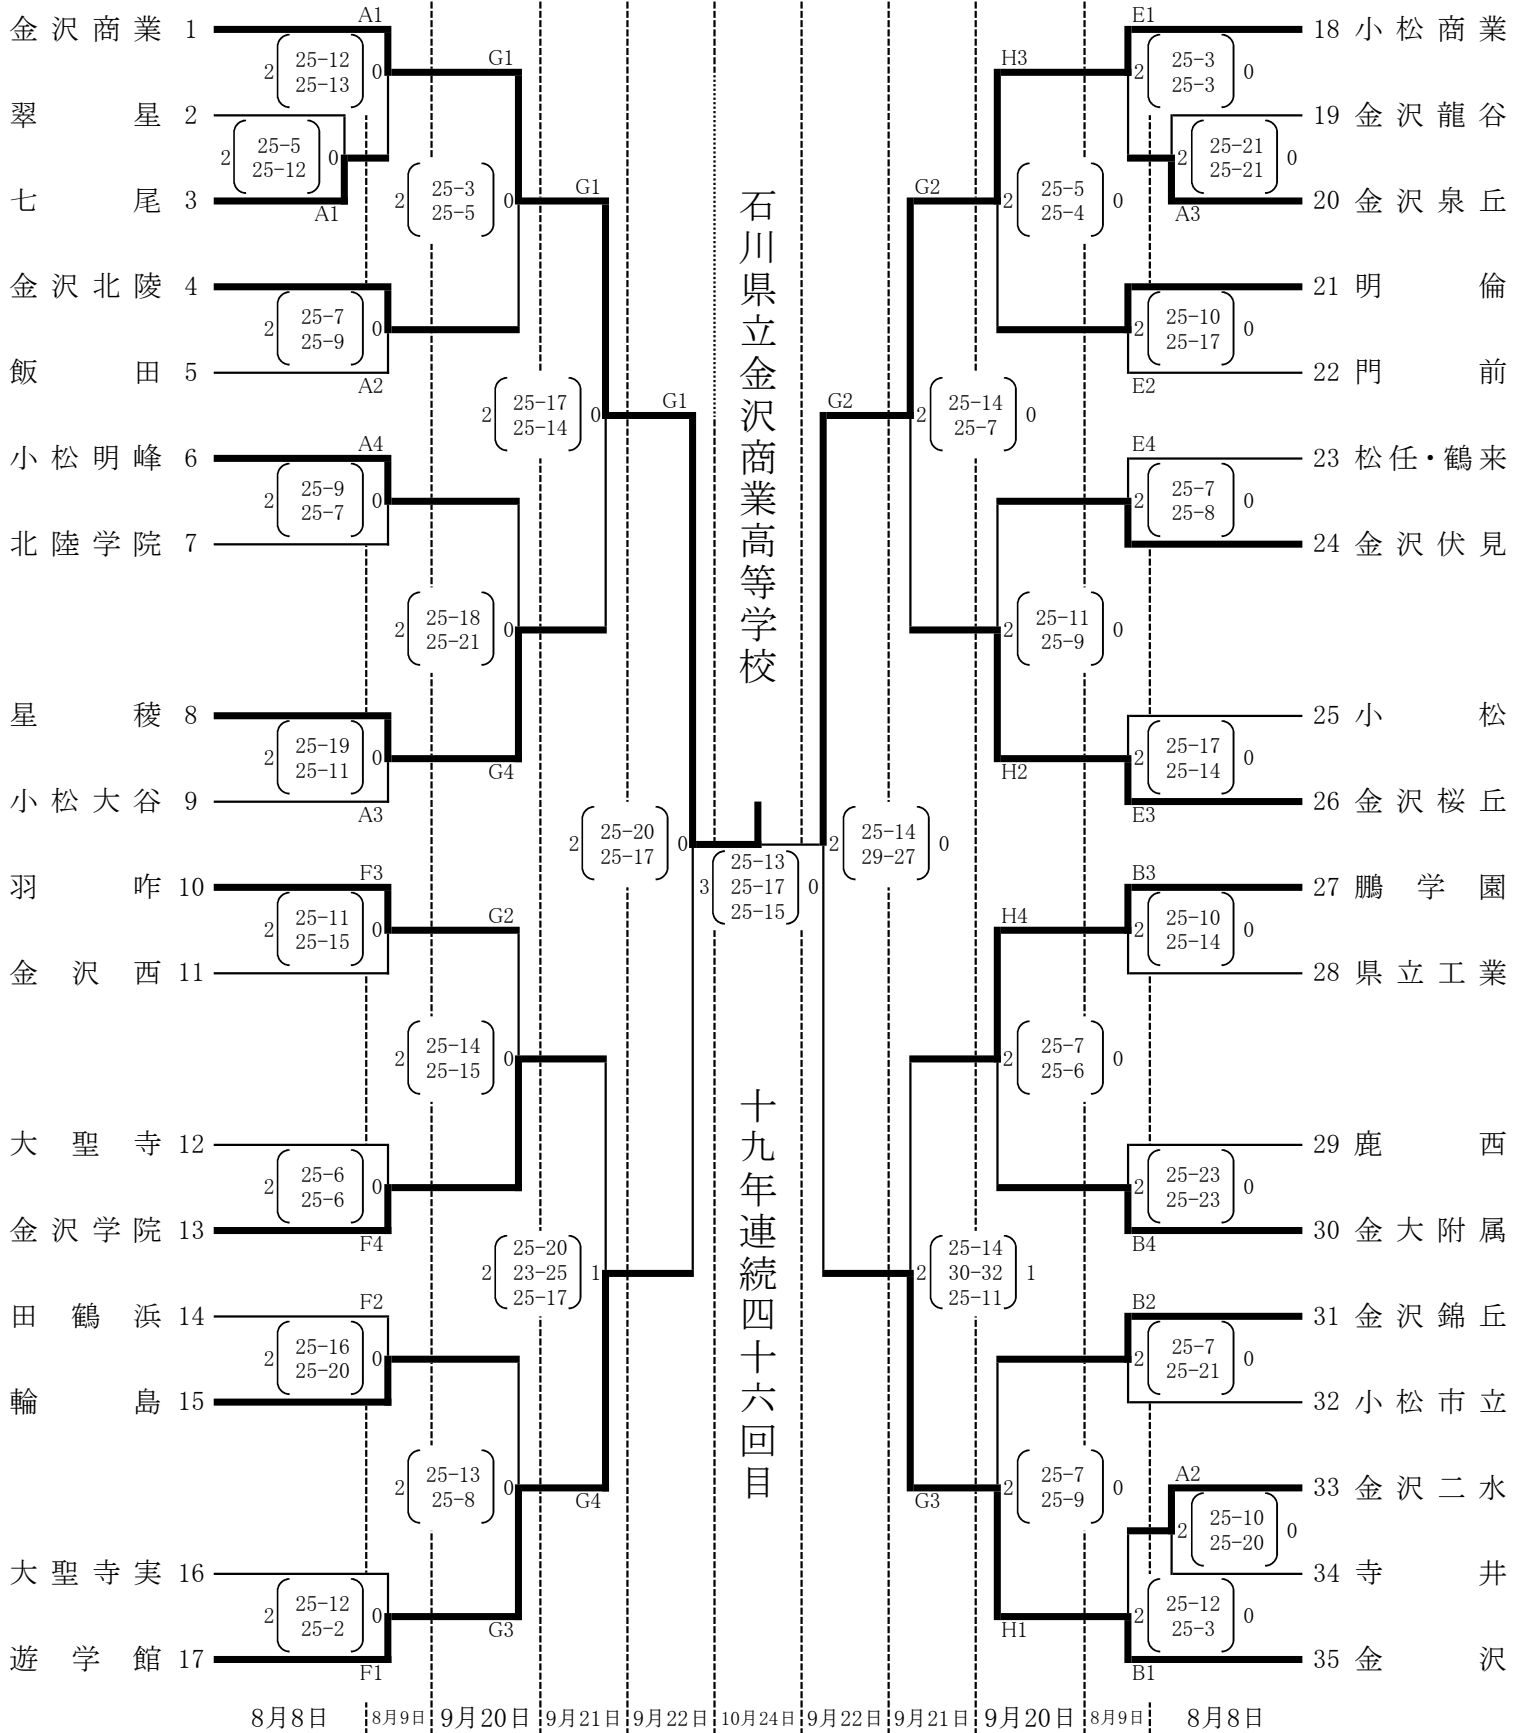 金沢商業 1
翠星 2
七尾 3
金沢北陵 4
飯田 5
小松明峰 6
北陸学院 7
星稜 8
小松大谷 9
羽咋 10
金沢西 11
大聖寺 12
金沢学院 13
田鶴浜 14
輪島 15
大聖寺実 16
遊学館 17
A1
2 25-12 0
25-13
2 25-5 0
25-12
A1
2 25-7 0
25-9
A2
A4
2 25-9 0
25-7
2 25-19 0
25-11
A3
F3
2 25-11 0
25-15
2 25-6 0
25-6
F4
F2
2 25-16 0
25-20
2 25-12 0
25-2
F1
G1
2 25-3 0
25-5
2 25-18 0
25-21
G4
G2
2 25-14 0
25-15
2 25-13 0
25-8
G3
G1
2 25-17 0
25-14
2 25-20 1
23-25
25-17
G4
G1
2 25-20 0
25-17
石川県立金沢商業高等学校
十九年連続四十六回目
3 25-13 0
25-17
25-15
G2
2 25-14 0
29-27
G2
2 25-14 0
25-7
2 25-14 1
30-32
25-11
G3
H3
2 25-5 0
25-4
2 25-11 0
25-9
H2
H4
2 25-7 0
25-6
2 25-7 0
25-9
H1
E1
2 25-3 0
25-3
2 25-21 0
25-21
A3
2 25-10 0
25-17
E2
E4
2 25-7 0
25-8
2 25-17 0
25-14
E3
B3
2 25-10 0
25-14
2 25-23 0
25-23
B4
B2
2 25-7 0
25-21
A2
2 25-10 0
25-20
2 25-12 0
25-3
B1
18 小松商業
19 金沢龍谷
20 金沢泉丘
21 明倫
22 門前
23 松任・鶴来
24 金沢伏見
25 小松
26 金沢桜丘
27 鵬学園
28 県立工業
29 鹿西
30 金大附属
31 金沢錦丘
32 小松市立
33 金沢二水
34 寺井
35 金沢
8月8日 8月9日 9月20日 9月21日 9月22日 10月24日 9月22日 9月21日 9月20日 8月9日 8月8日